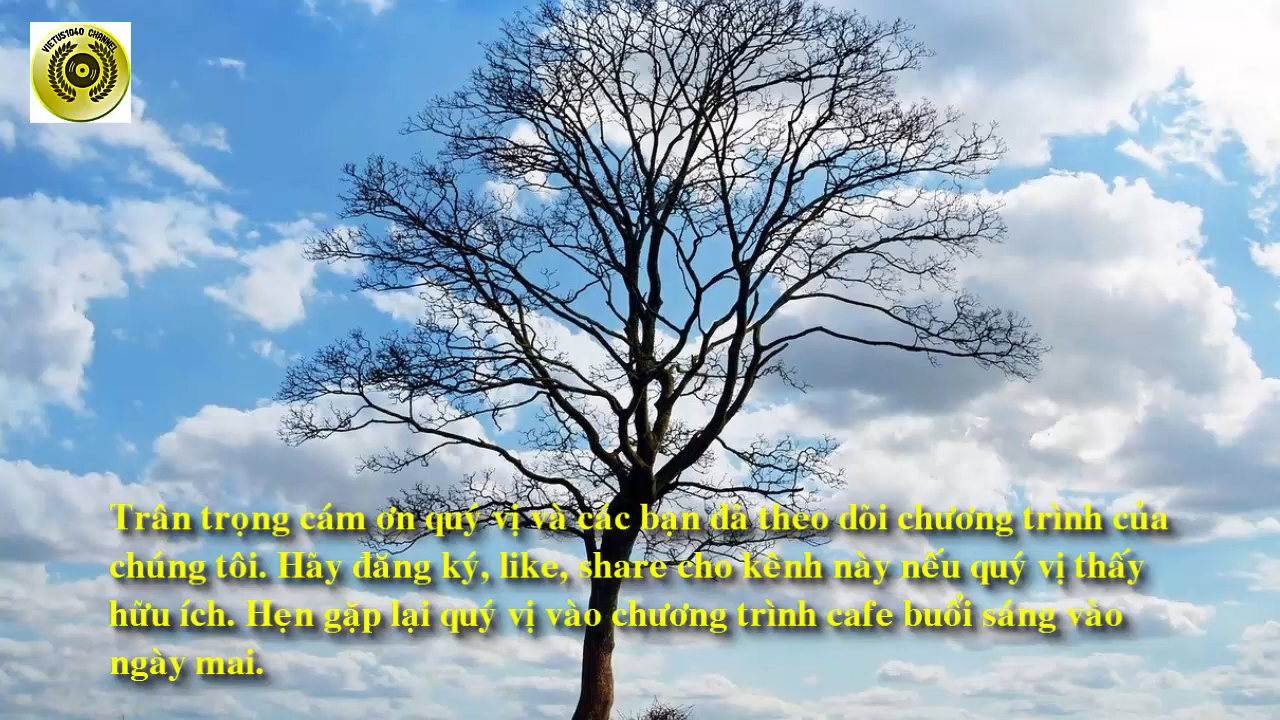 VIETUS1040 CHANNEL
Trân trọng cám ơn quý vị và các bạn đã theo dõi chương trình của
chúng tôi. Hãy đăng ký, like, share cho kênh này nếu quý vị thấy
hữu ích. Hẹn gặp lại quý vị vào chương trình cafe buổi sáng vào
ngày mai.